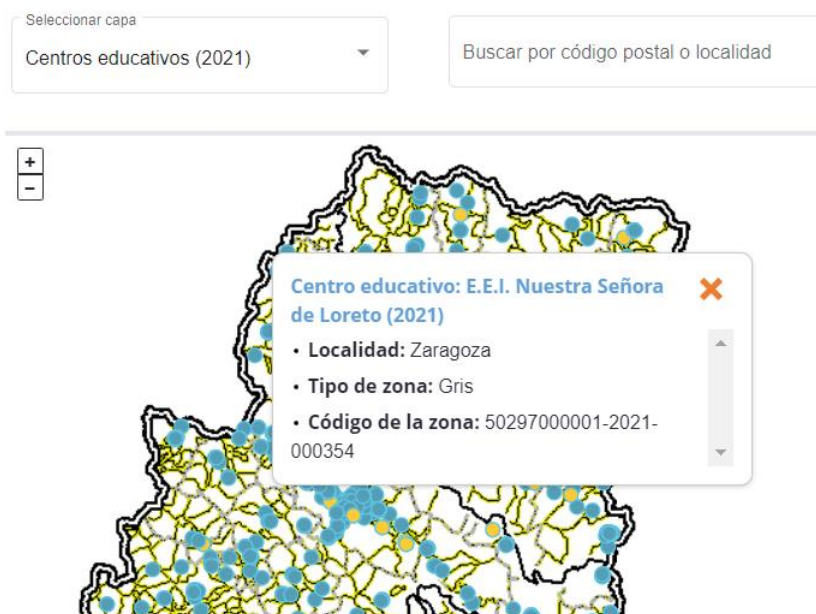 Seleccionar capa
Centros educativos (2021)
Buscar por código postal o localidad
+
−
Centro educativo: E.E.I. Nuestra Señora
de Loreto (2021)
• Localidad: Zaragoza
• Tipo de zona: Gris
• Código de la zona: 50297000001-2021-
000354